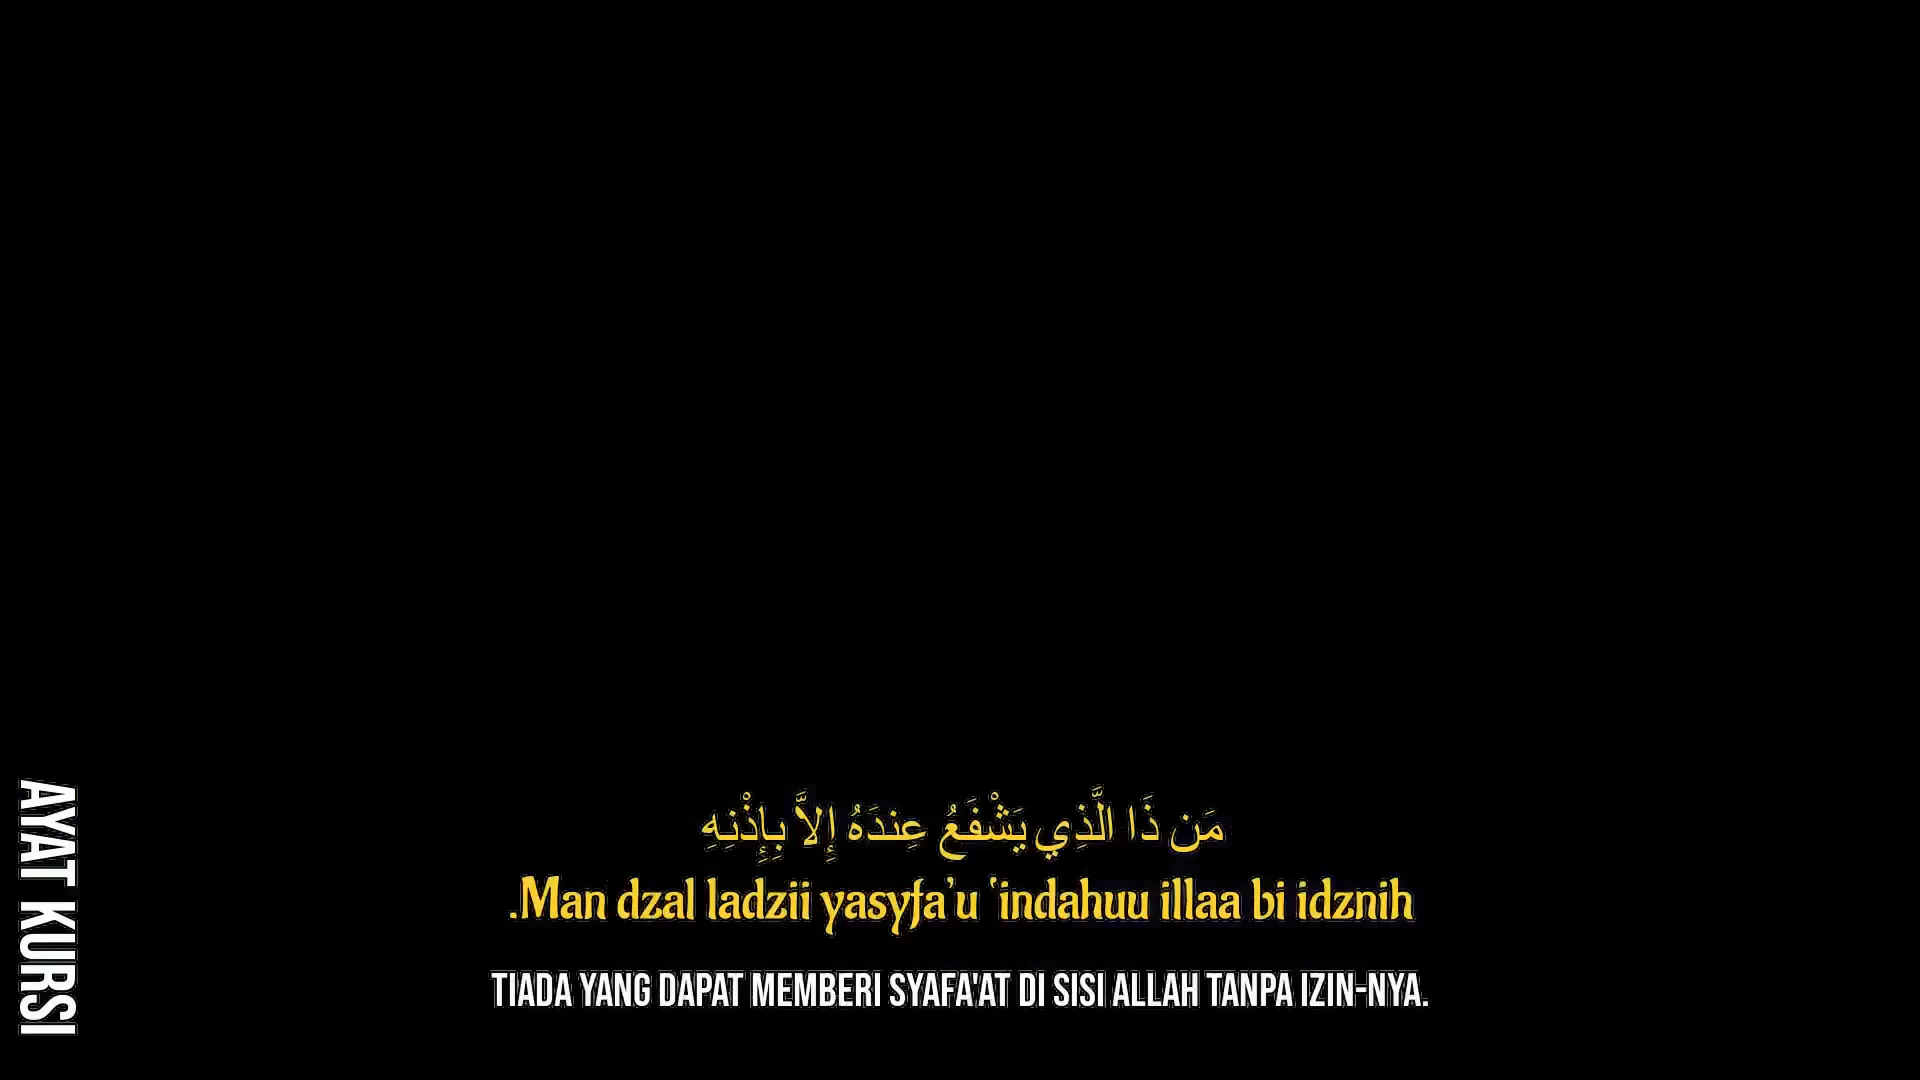 مَن ذَا الَّذِي يَشْفَعُ عِندَهُ إِلاَّ بِإِذْنِهِ
.Man dzal ladzii yasyfa’u ‛indahuu illaa bi idznih
TIADA YANG DAPAT MEMBERI SYAFA'AT DI SISI ALLAH TANPA IZIN-NYA.
AYAT KURSI